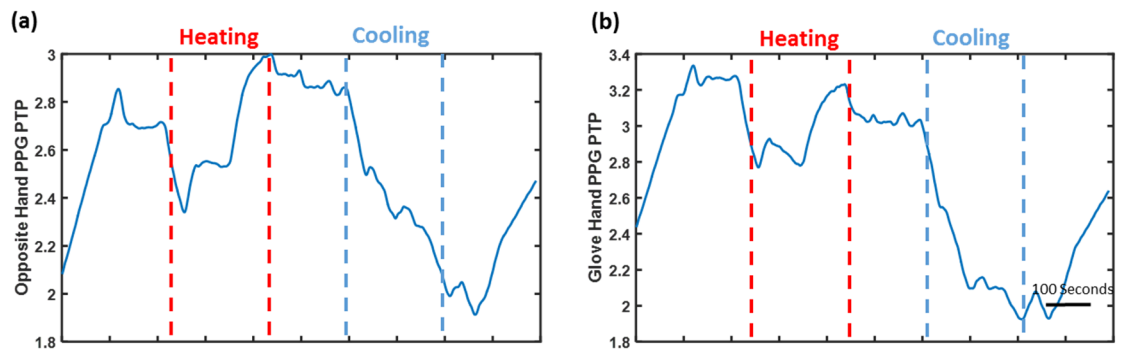 (a)
Heating
Cooling
Opposite Hand PPG PTP
3
2.8
2.6
2.4
2.2
2
1.8
(b)
Heating
Cooling
Glove Hand PPG PTP
3.4
3.2
3
2.8
2.6
2.4
2.2
2
1.8
100 Seconds